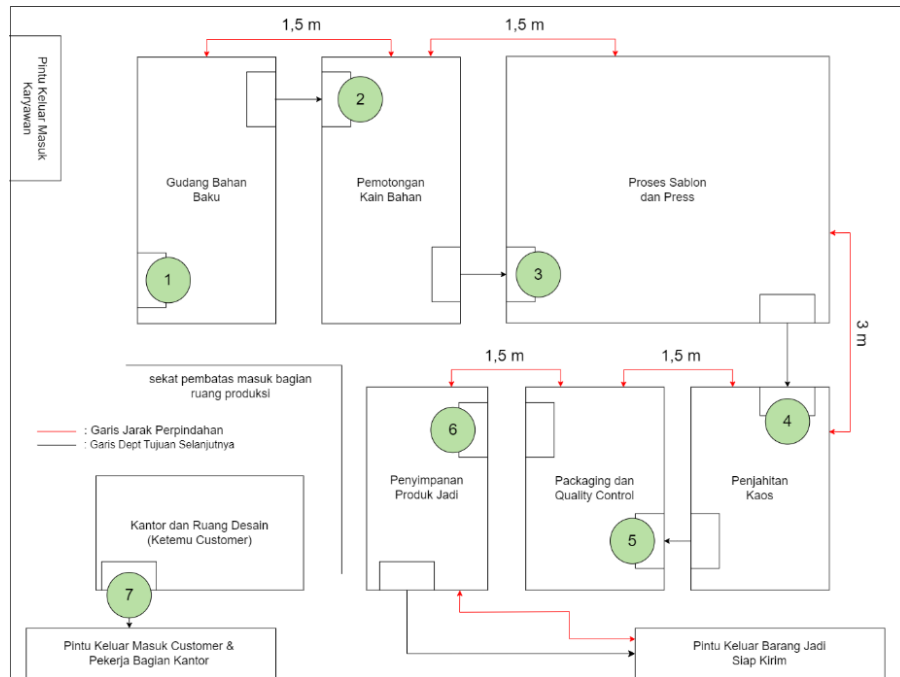 1,5 m
1,5 m
Pintu Keluar Masuk
Karyawan
2
Gudang Bahan
Baku
Pemotongan
Kain Bahan
Proses Sablon
dan Press
1
3
3 m
1,5 m
1,5 m
sekat pembatas masuk bagian
ruang produksi
: Garis Jarak Perpindahan
: Garis Dept Tujuan Selanjutnya
6
4
Penyimpanan
Produk Jadi
Packaging dan
Quality Control
Penjahitan
Kaos
5
Kantor dan Ruang Desain
(Ketemu Customer)
7
Pintu Keluar Masuk Customer &
Pekerja Bagian Kantor
Pintu Keluar Barang Jadi
Siap Kirim